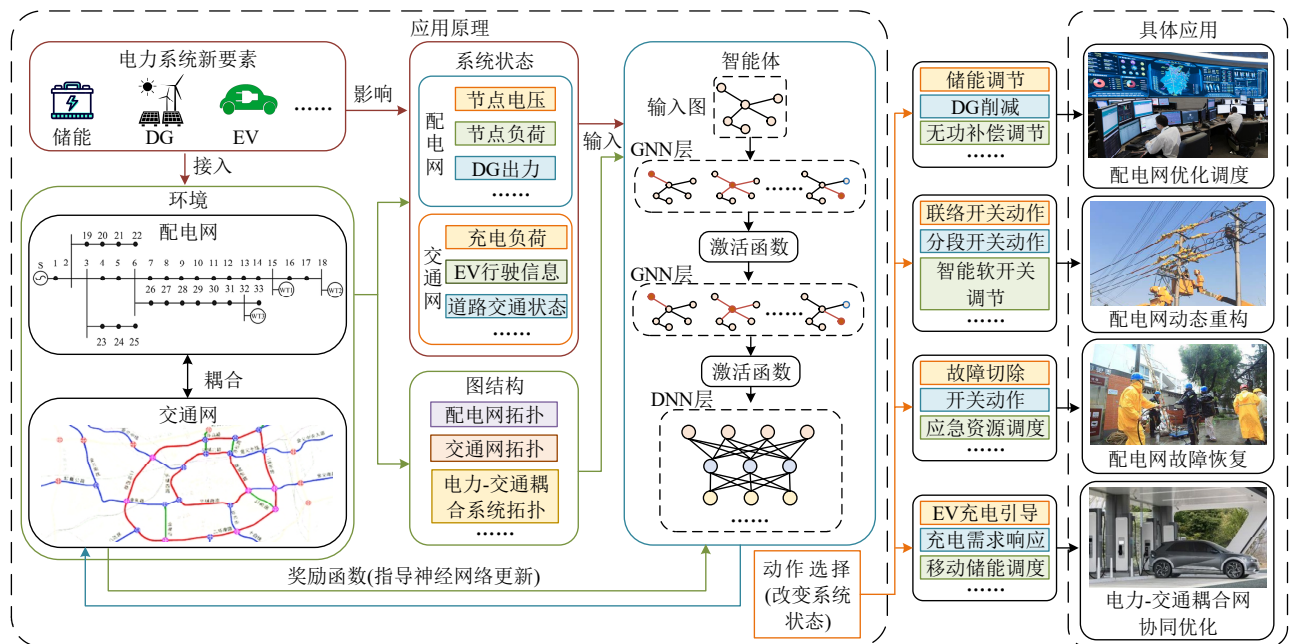 应用原理
电力系统新要素
储能
DG
EV
······
影响
接入
环境
配电网
19 20 21 22
S
1 2 3 4 5 6 7 8 9 10 11 12 13 14 15 16 17 18
WT1
WT2
26 27 28 29 30 31 32 33
WT3
23 24 25
耦合
交通网
系统状态
配电网
节点电压
节点负荷
DG出力
······
交通网
充电负荷
EV行驶信息
道路交通状态
······
图结构
配电网拓扑
交通网拓扑
电力-交通耦
合系统拓扑
······
输入
智能体
输入图
GNN层
······
激活函数
GNN层
······
激活函数
DNN层
······
奖励函数(指导神经网络更新)
动作选择
(改变系统
状态)
储能调节
DG削减
无功补偿调节
······
联络开关动作
分段开关动作
智能软开关
调节
······
故障切除
开关动作
应急资源调度
······
EV充电引导
充电需求响应
移动储能调度
······
具体应用
配电网优化调度
配电网动态重构
配电网故障恢复
电力-交通耦合网
协同优化